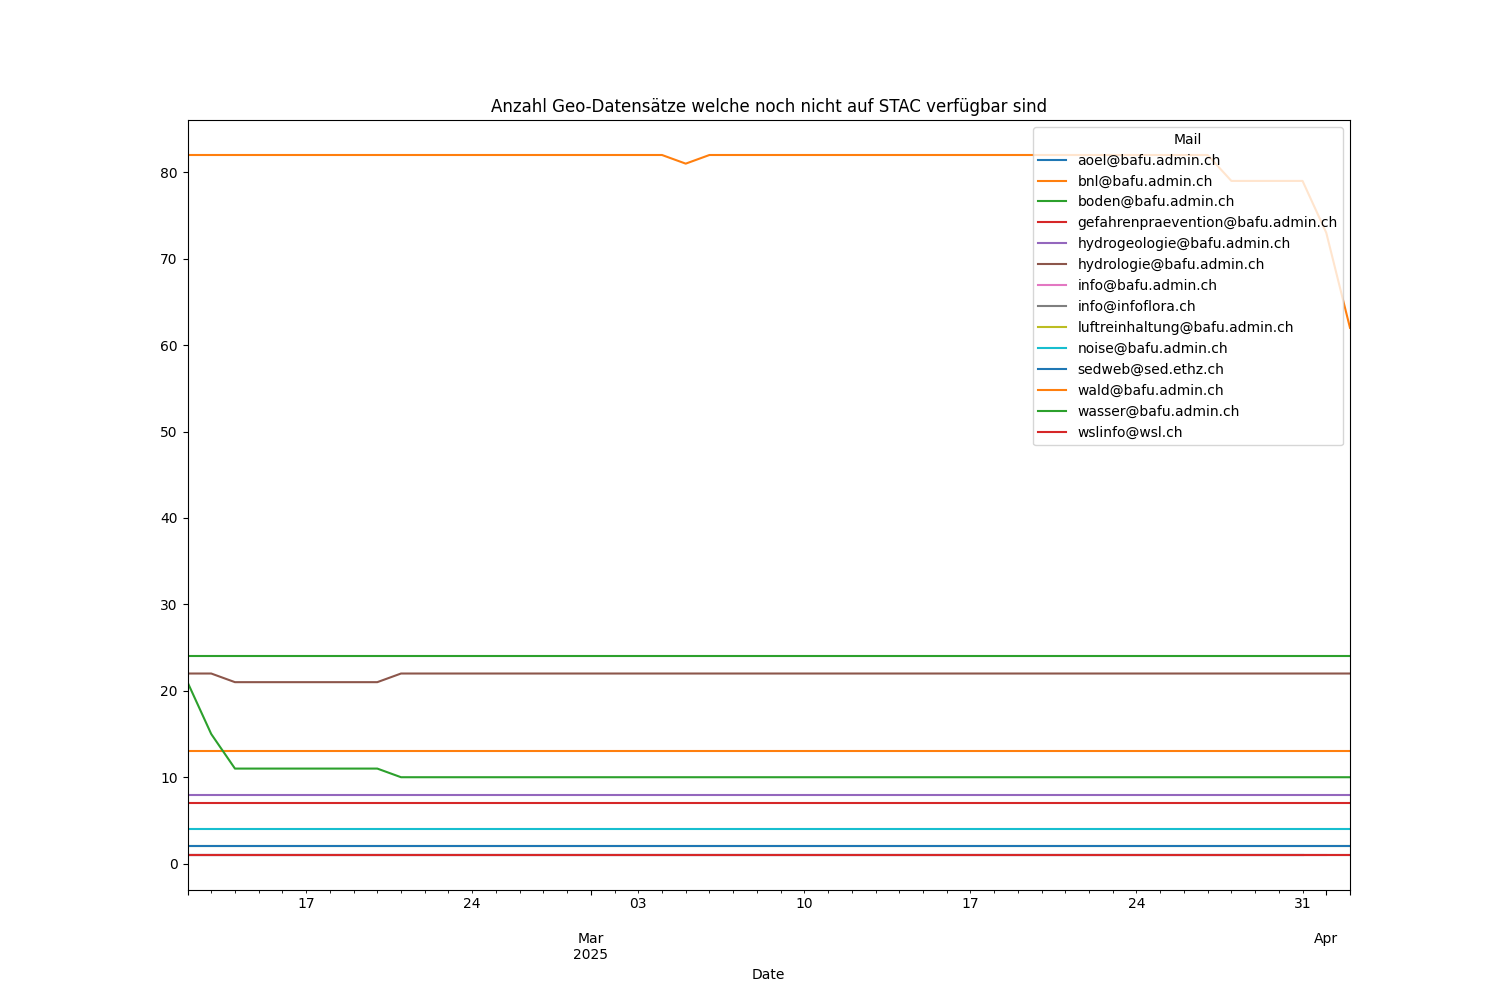 Anzahl Geo-Datensätze welche noch nicht auf STAC verfügbar sind
Mail
aoel@bafu.admin.ch
bnl@bafu.admin.ch
boden@bafu.admin.ch
gefahrenpraevention@bafu.admin.ch
hydrogeologie@bafu.admin.ch
hydrologie@bafu.admin.ch
info@bafu.admin.ch
info@infoflora.ch
luftreinhaltung@bafu.admin.ch
noise@bafu.admin.ch
sedweb@sed.ethz.ch
wald@bafu.admin.ch
wasser@bafu.admin.ch
wslinfo@wsl.ch
80
70
60
50
40
30
20
10
0
17 24 03 10 17 24 31
Mar Apr
2025
Date